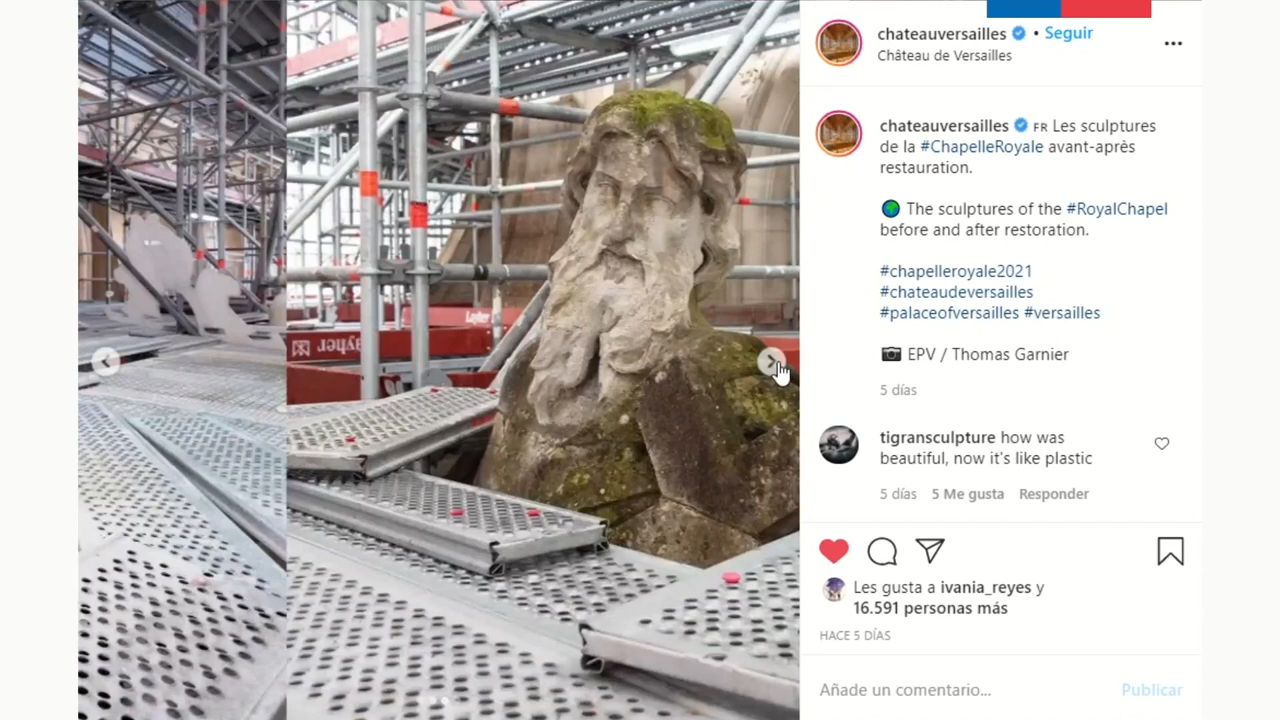 chateauversailles • Seguir
Château de Versailles
chateauversailles FR Les sculptures
de la #ChapelleRoyale avant-après
restauration.
The sculptures of the #RoyalChapel
before and after restoration.
#chapelleroyale2021
#chateaudeversailles
#palaceofversailles #versailles
EPV / Thomas Garnier
5 días
tigransculpture how was
beautiful, now it's like plastic
5 días 5 Me gusta Responder
Les gusta a ivania_reyes y
16.591 personas más
HACE 5 DÍAS
Añade un comentario... Publicar
Layher